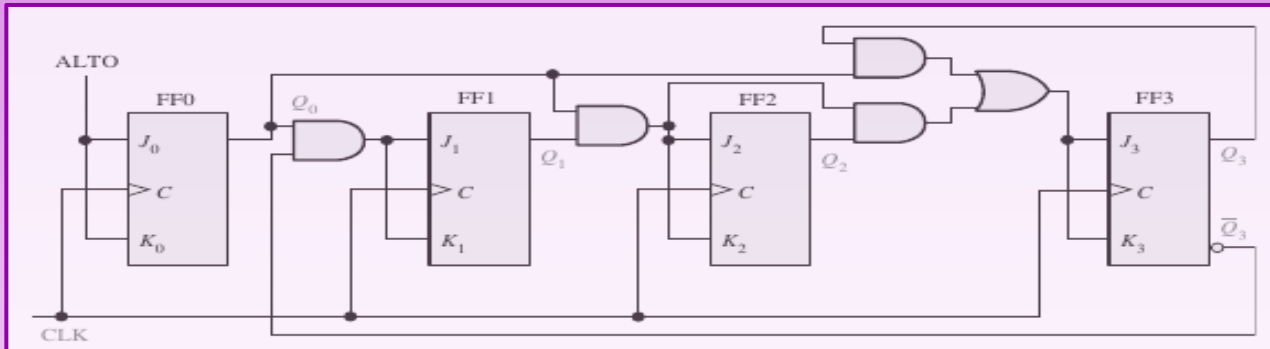 ALTO
FF0
Q₀
FF1
FF2
FF3
J₀
J₁
Q₁
J₂
Q₂
J₃
Q₃
C
C
C
C
K₀
K₁
K₂
K₃
Q̅₃
CLK